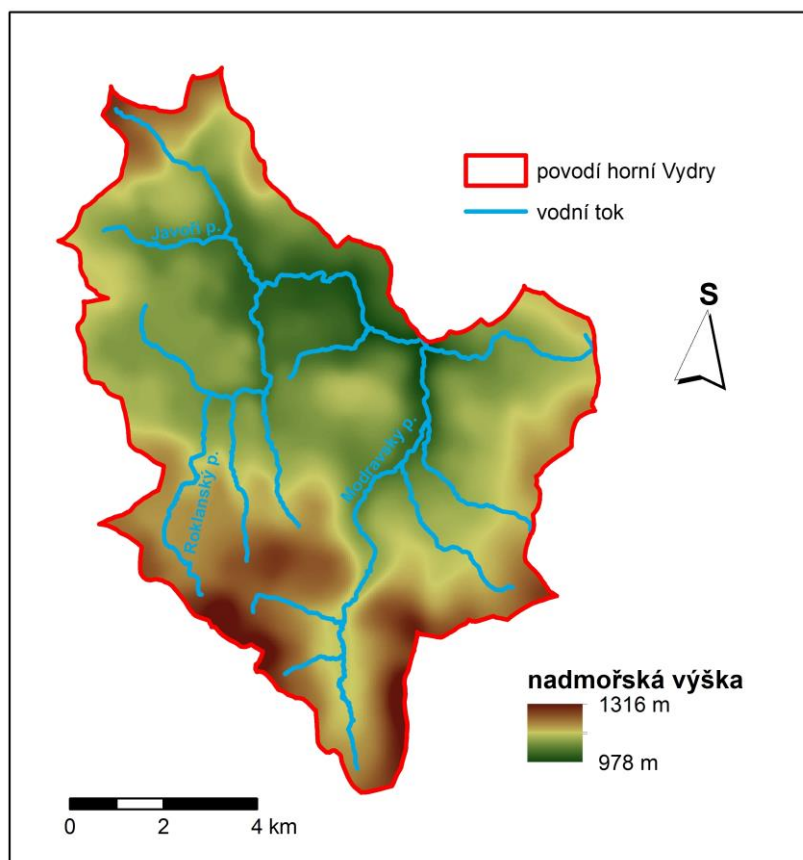 povodí horní Vydry
vodní tok
Javoří p.
S
Modravský p.
Roklanský p.
nadmořská výška
1316 m
978 m
0 2 4 km